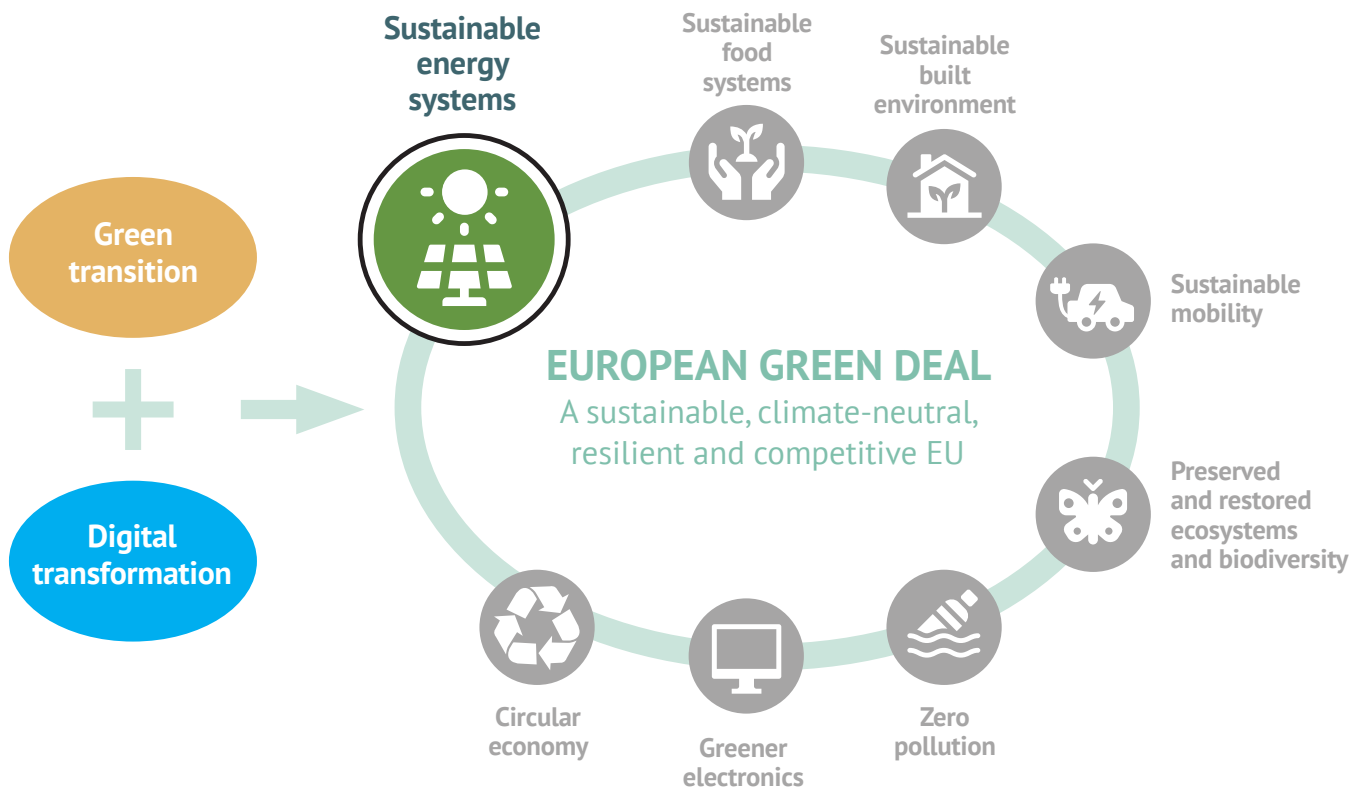 Sustainable
energy
systems
Sustainable
food
systems
Sustainable
built
environment
Green
transition
Sustainable
mobility
EUROPEAN GREEN DEAL
A sustainable, climate-neutral,
resilient and competitive EU
Preserved
and restored
ecosystems
and biodiversity
Digital
transformation
Circular
economy
Greener
electronics
Zero
pollution